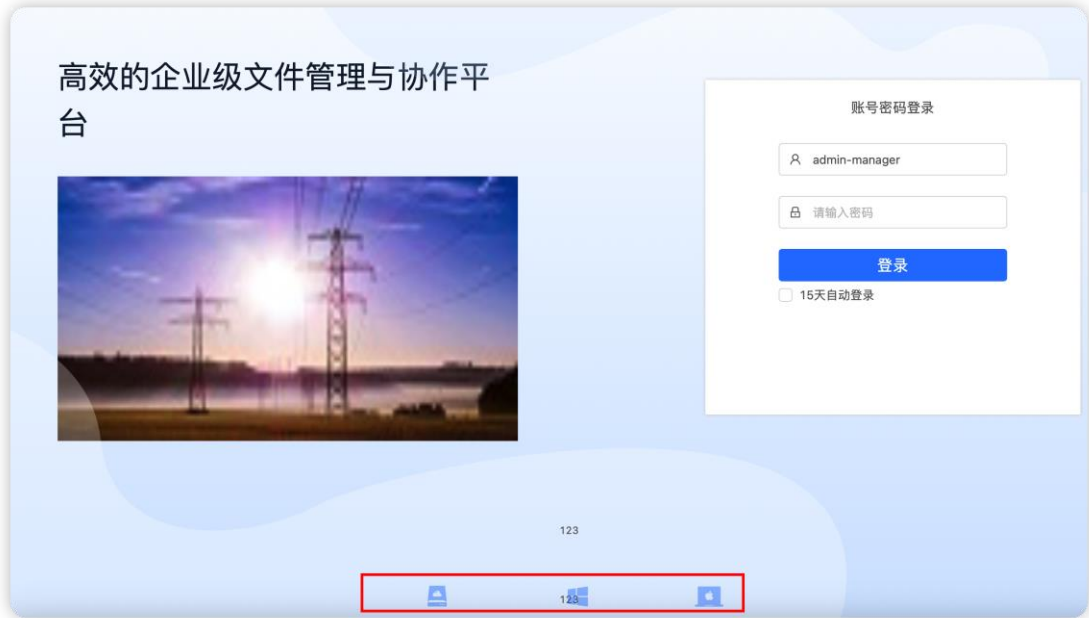 高效的企业级文件管理与协作平
台
账号密码登录
admin-manager
请输入密码
登录
15天自动登录
123
123